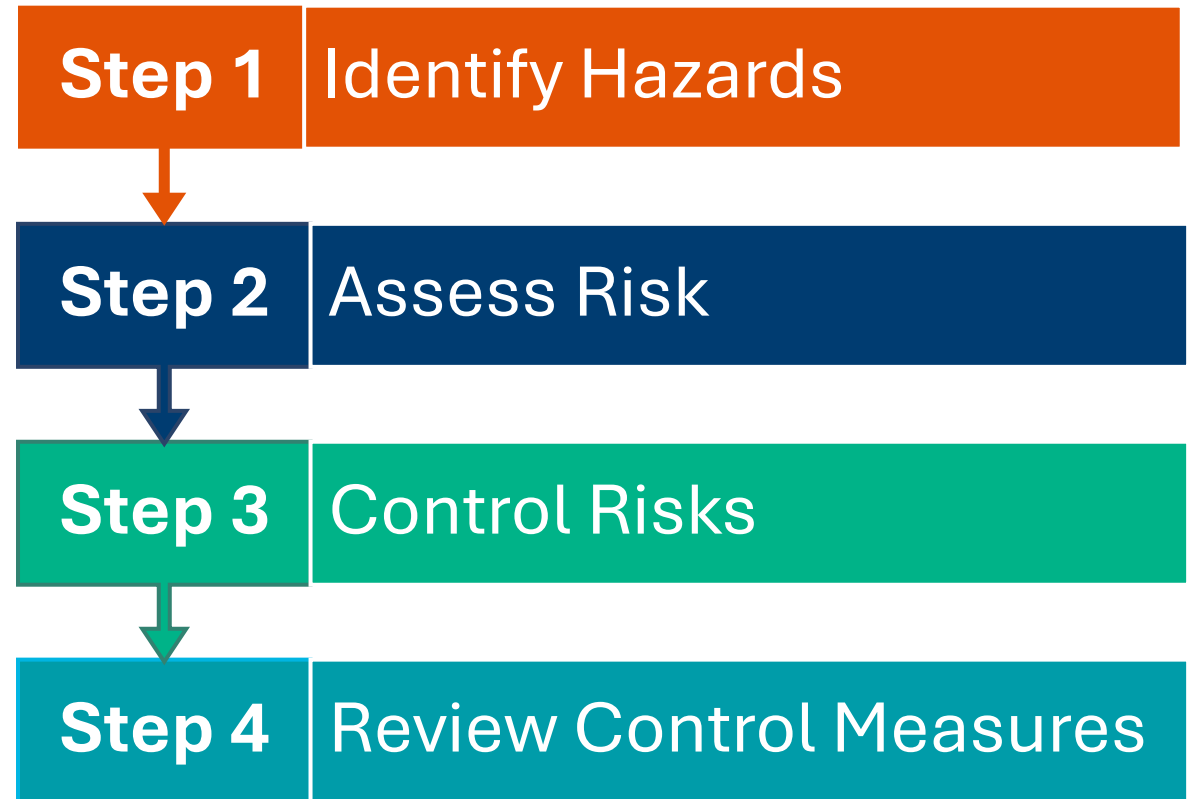 Step 1 Identify Hazards
Step 2 Assess Risk
Step 3 Control Risks
Step 4 Review Control Measures